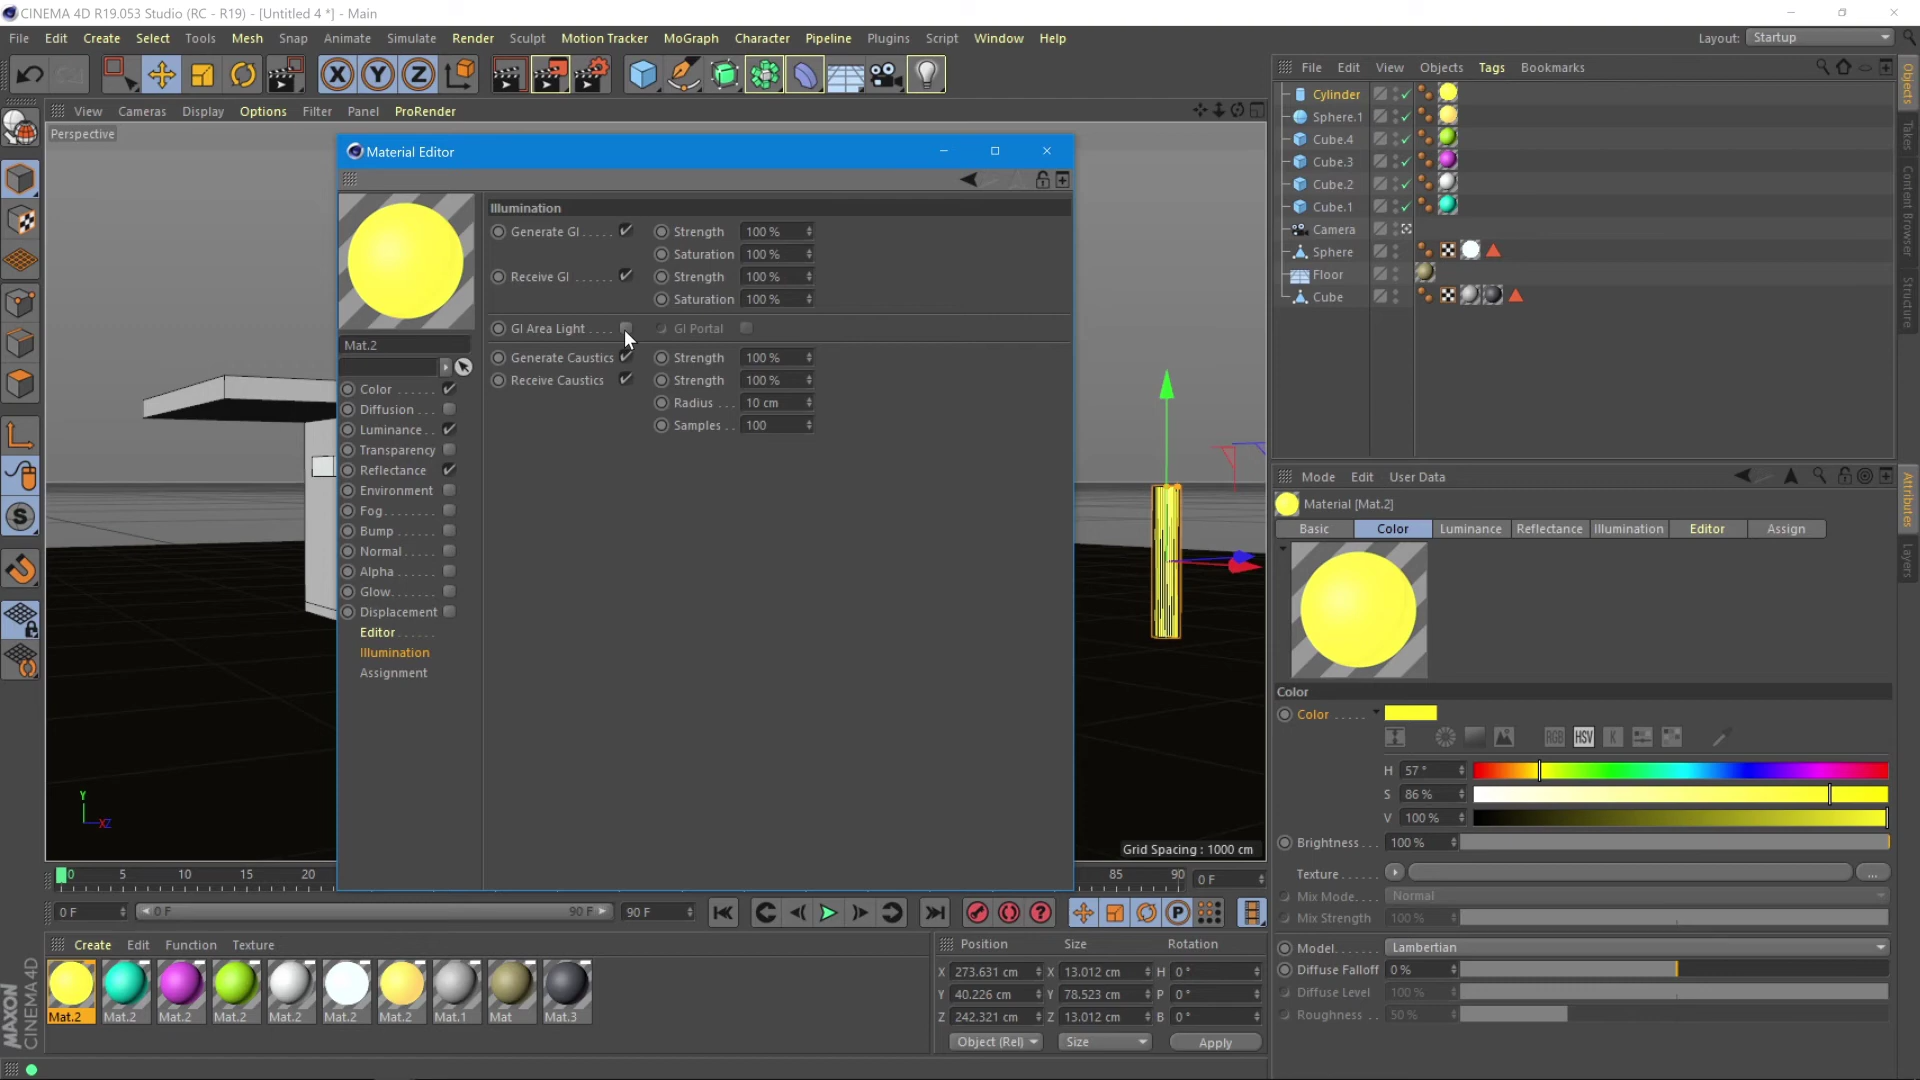 CINEMA 4D R19.053 Studio (RC - R19) - [Untitled 4 *] - Main
File Edit Create Select Tools Mesh Snap Animate Simulate Render Sculpt Motion Tracker MoGraph Character Pipeline Plugins Script Window Help
Layout: Startup
X Y Z
View Cameras Display Options Filter Panel ProRender
Perspective
Material Editor
Mat.2
Color ......
Diffusion ...
Luminance . .
Transparency
Reflectance
Environment
Fog........
Bump .....
Normal .....
Alpha ......
Glow.......
Displacement
Editor ......
Illumination
Assignment
Illumination
Generate GI ..... Strength 100 %
Saturation 100 %
Receive GI ...... Strength 100 %
Saturation 100 %
GI Area Light .... GI Portal
Generate Caustics Strength 100 %
Receive Caustics Strength 100 %
Radius ... 10 cm
Samples . . 100
Y
XZ
Grid Spacing : 1000 cm
0 5 10 15 20 85 90 0 F
0 F 0 F 90 F 90 F
P
Create Edit Function Texture
Mat.2 Mat.2 Mat.2 Mat.2 Mat.2 Mat.2 Mat.2 Mat.1 Mat Mat.3
MAXON
CINEMA 4D
Position Size Rotation
X 273.631 cm X 13.012 cm H 0 °
Y 40.226 cm Y 78.523 cm P 0 °
Z 242.321 cm Z 13.012 cm B 0 °
Object (Rel) Size Apply
File Edit View Objects Tags Bookmarks
Cylinder
Sphere.1
Cube.4
Cube.3
Cube.2
Cube.1
Camera
Sphere
Floor
Cube
Objects
Takes
Content Browser
Structure
Mode Edit User Data
Material [Mat.2]
Basic Color Luminance Reflectance Illumination Editor Assign
Color
Color .....
RGB HSV K
H 57 °
S 86 %
V 100 %
Brightness . . . 100 %
Texture ...... ...
Mix Mode.... Normal
Mix Strength 100 %
Model....... Lambertian
Diffuse Falloff 0 %
Diffuse Level 100 %
Roughness . . 50 %
Attributes
Layers